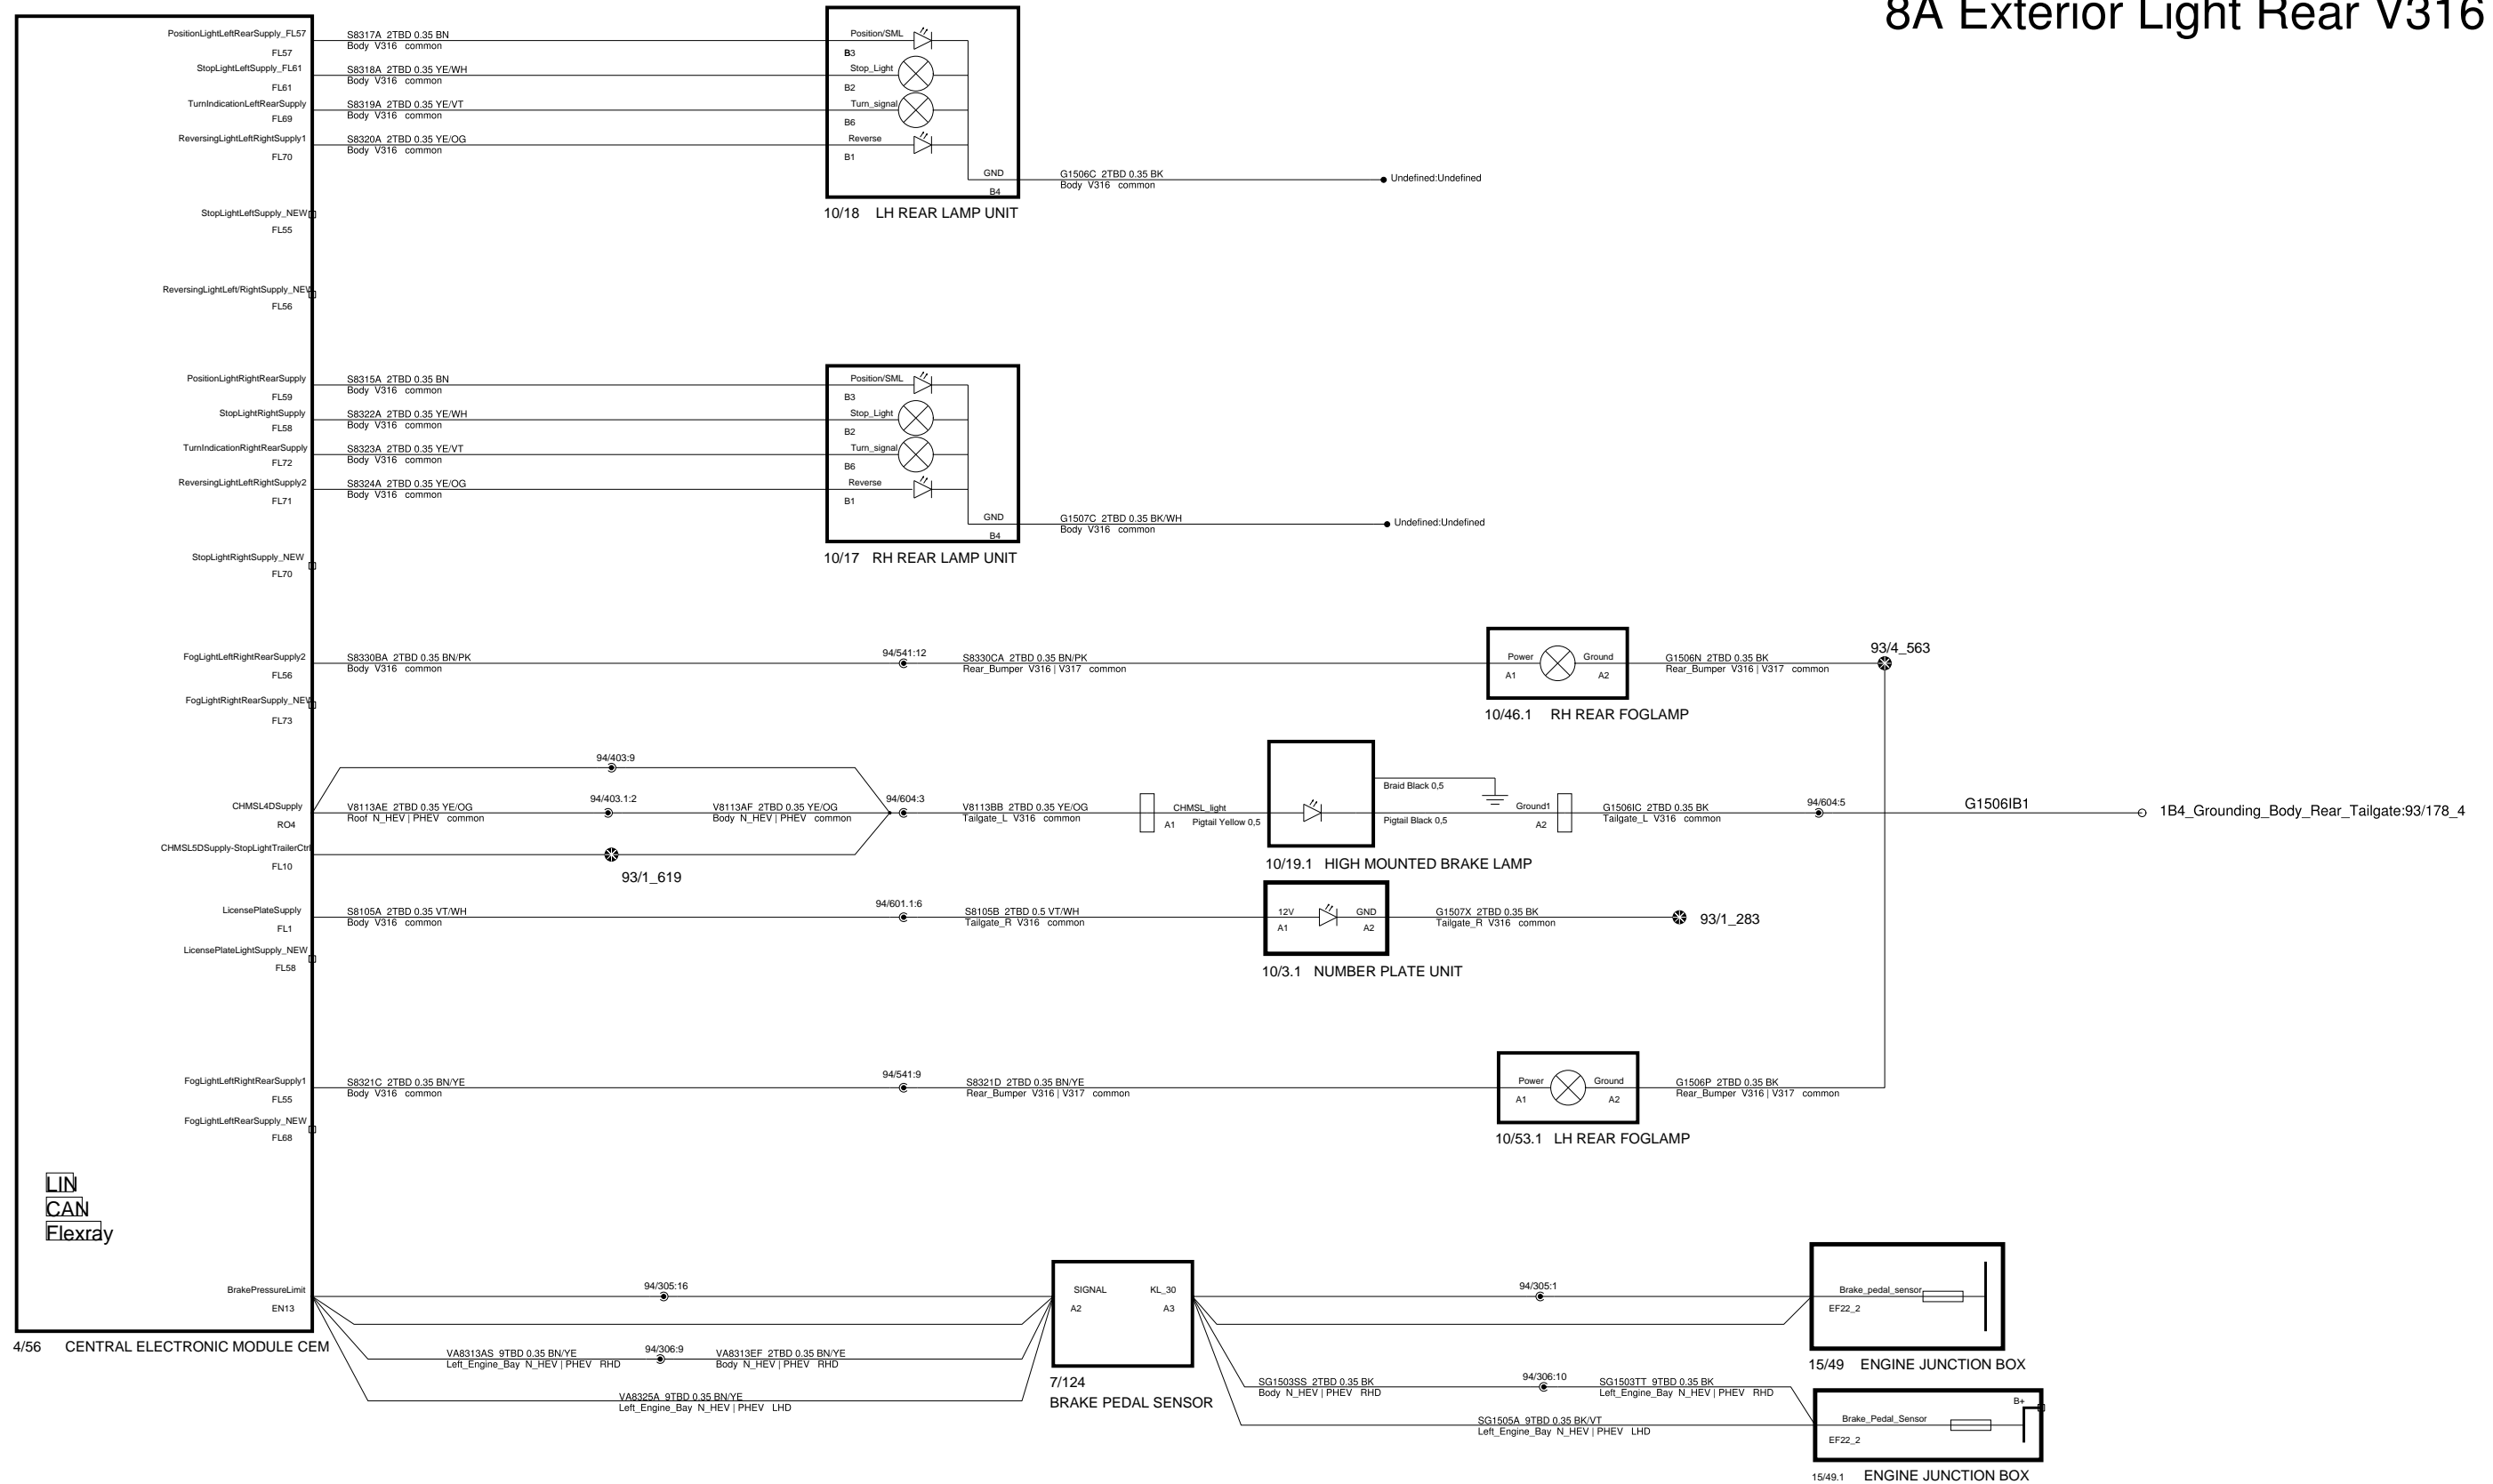 8A Exterior Light Rear V316
PositionLightLeftRearSupply_FL57
FL57
S8317A 2TBD 0.35 BN
Body V316 common
Position/SML
B3
StopLightLeftSupply_FL61
FL61
S8318A 2TBD 0.35 YE/WH
Body V316 common
Stop_Light
B2
TurnIndicationLeftRearSupply
FL69
S8319A 2TBD 0.35 YE/VT
Body V316 common
Turn_signal
B6
ReversingLightLeftRightSupply1
FL70
S8320A 2TBD 0.35 YE/OG
Body V316 common
Reverse
B1
GND
B4
G1506C 2TBD 0.35 BK
Body V316 common
Undefined:Undefined
10/18 LH REAR LAMP UNIT
StopLightLeftSupply_NEW
FL55
ReversingLightLeft/RightSupply_NEW
FL56
PositionLightRightRearSupply
FL59
S8315A 2TBD 0.35 BN
Body V316 common
Position/SML
B3
StopLightRightSupply
FL58
S8322A 2TBD 0.35 YE/WH
Body V316 common
Stop_Light
B2
TurnIndicationRightRearSupply
FL72
S8323A 2TBD 0.35 YE/VT
Body V316 common
Turn_signal
B6
ReversingLightLeftRightSupply2
FL71
S8324A 2TBD 0.35 YE/OG
Body V316 common
Reverse
B1
GND
B4
G1507C 2TBD 0.35 BK/WH
Body V316 common
Undefined:Undefined
10/17 RH REAR LAMP UNIT
StopLightRightSupply_NEW
FL70
FogLightLeftRightRearSupply2
FL56
S8330BA 2TBD 0.35 BN/PK
Body V316 common
94/541:12
S8330CA 2TBD 0.35 BN/PK
Rear_Bumper V316 | V317 common
Power
A1
Ground
A2
G1506N 2TBD 0.35 BK
Rear_Bumper V316 | V317 common
93/4_563
10/46.1 RH REAR FOGLAMP
FogLightRightRearSupply_NEW
FL73
94/403:9
CHMSL4DSupply
RO4
V8113AE 2TBD 0.35 YE/OG
Roof N_HEV | PHEV common
94/403.1:2
V8113AF 2TBD 0.35 YE/OG
Body N_HEV | PHEV common
94/604:3
V8113BB 2TBD 0.35 YE/OG
Tailgate_L V316 common
A1
CHMSL_light
Pigtail Yellow 0,5
Braid Black 0,5
Pigtail Black 0,5
Ground1
A2
G1506IC 2TBD 0.35 BK
Tailgate_L V316 common
94/604:5
G1506IB1
1B4_Grounding_Body_Rear_Tailgate:93/178_4
10/19.1 HIGH MOUNTED BRAKE LAMP
CHMSL5DSupply-StopLightTrailerCtrl
FL10
93/1_619
LicensePlateSupply
FL1
S8105A 2TBD 0.35 VT/WH
Body V316 common
94/601.1:6
S8105B 2TBD 0.5 VT/WH
Tailgate_R V316 common
12V
A1
GND
A2
G1507X 2TBD 0.35 BK
Tailgate_R V316 common
93/1_283
10/3.1 NUMBER PLATE UNIT
LicensePlateLightSupply_NEW
FL58
FogLightLeftRightRearSupply1
FL55
S8321C 2TBD 0.35 BN/YE
Body V316 common
94/541:9
S8321D 2TBD 0.35 BN/YE
Rear_Bumper V316 | V317 common
Power
A1
Ground
A2
G1506P 2TBD 0.35 BK
Rear_Bumper V316 | V317 common
10/53.1 LH REAR FOGLAMP
FogLightLeftRearSupply_NEW
FL68
LIN
CAN
Flexray
BrakePressureLimit
EN13
94/305:16
SIGNAL
A2
KL_30
A3
94/305:1
Brake_pedal_sensor
EF22_2
15/49 ENGINE JUNCTION BOX
4/56 CENTRAL ELECTRONIC MODULE CEM
VA8313AS 9TBD 0.35 BN/YE
Left_Engine_Bay N_HEV | PHEV RHD
94/306:9
VA8313EF 2TBD 0.35 BN/YE
Body N_HEV | PHEV RHD
VA8325A 9TBD 0.35 BN/YE
Left_Engine_Bay N_HEV | PHEV LHD
7/124
BRAKE PEDAL SENSOR
SG1503SS 2TBD 0.35 BK
Body N_HEV | PHEV RHD
94/306:10
SG1503TT 9TBD 0.35 BK
Left_Engine_Bay N_HEV | PHEV RHD
SG1505A 9TBD 0.35 BK/VT
Left_Engine_Bay N_HEV | PHEV LHD
B+
Brake_Pedal_Sensor
EF22_2
15/49.1 ENGINE JUNCTION BOX